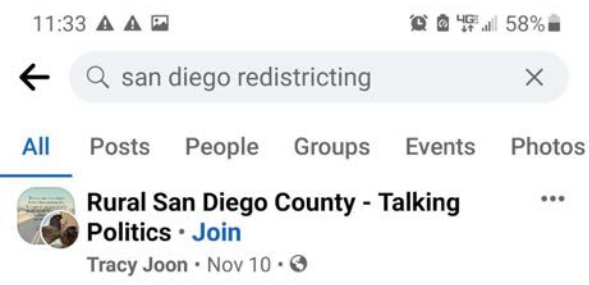 11:33 58%
san diego redistricting
All Posts People Groups Events Photos
Rural San Diego County - Talking
Politics · Join
Tracy Joon · Nov 10 ·